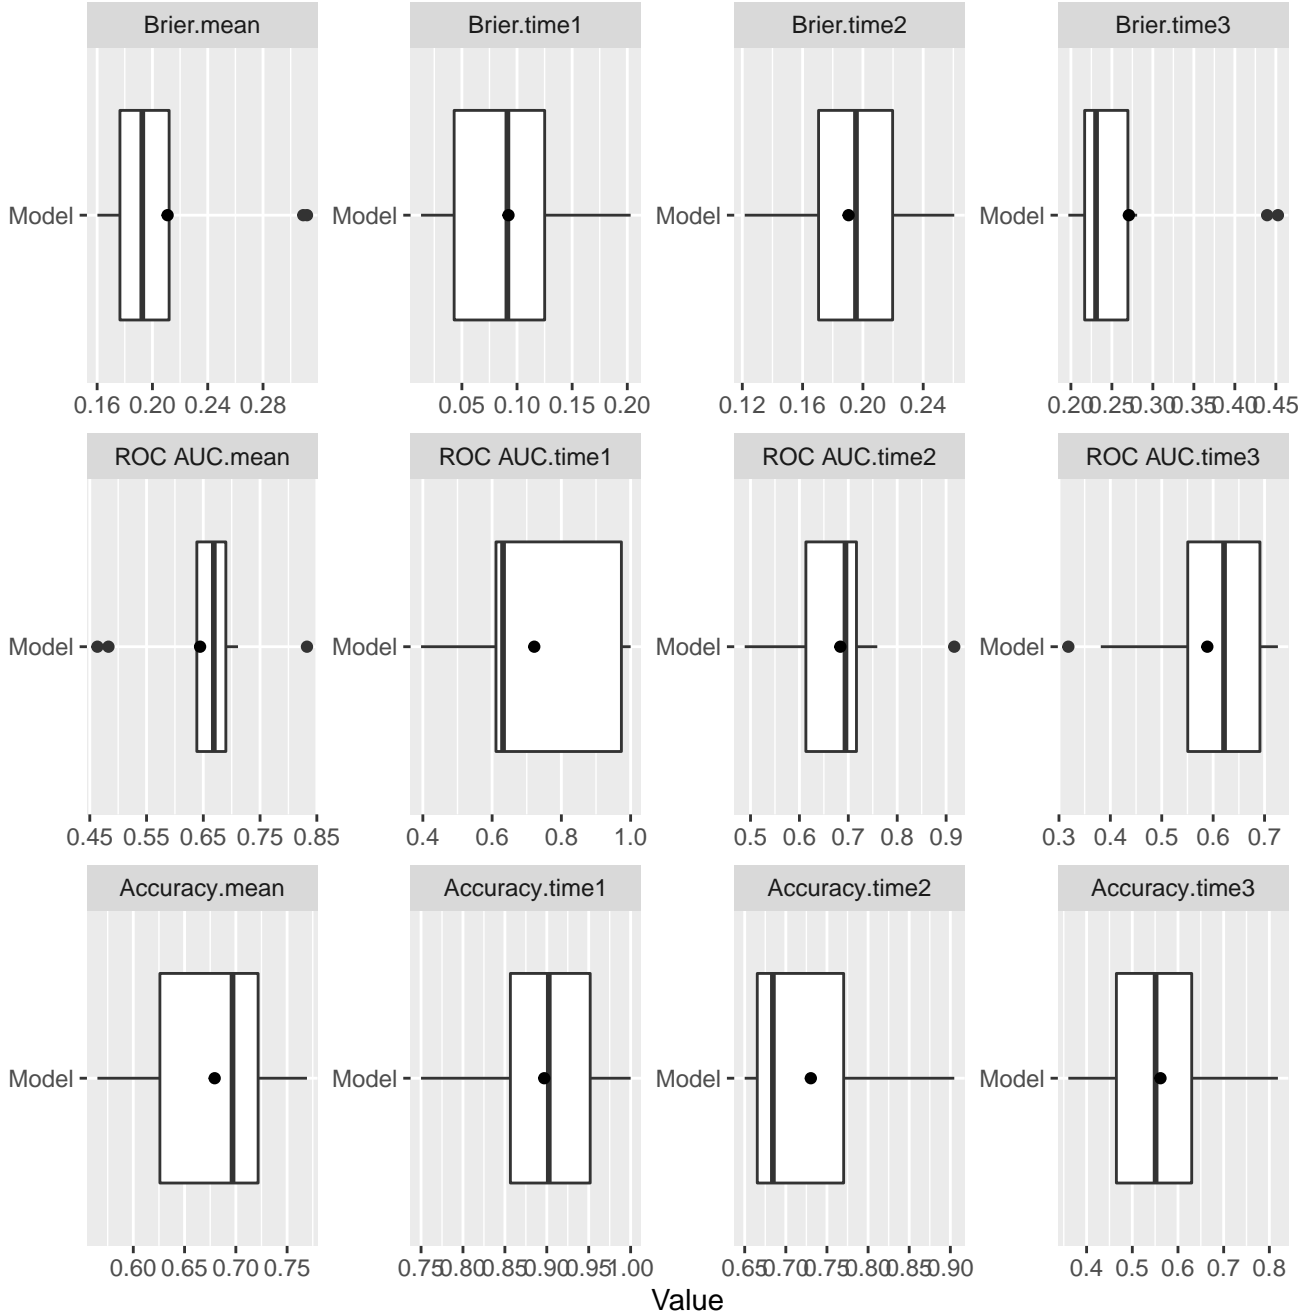 Brier.mean Brier.time1 Brier.time2 Brier.time3
Model Model Model Model
0.16 0.20 0.24 0.28 0.05 0.10 0.15 0.20 0.12 0.16 0.20 0.24 0.20 0.25 0.30 0.35 0.40 0.45
ROC AUC.mean ROC AUC.time1 ROC AUC.time2 ROC AUC.time3
Model Model Model Model
0.45 0.55 0.65 0.75 0.85 0.4 0.6 0.8 1.0 0.5 0.6 0.7 0.8 0.9 0.3 0.4 0.5 0.6 0.7
Accuracy.mean Accuracy.time1 Accuracy.time2 Accuracy.time3
Model Model Model Model
0.60 0.65 0.70 0.75 0.75 0.80 0.85 0.90 0.95 1.00 0.65 0.70 0.75 0.80 0.85 0.90 0.4 0.5 0.6 0.7 0.8
Value